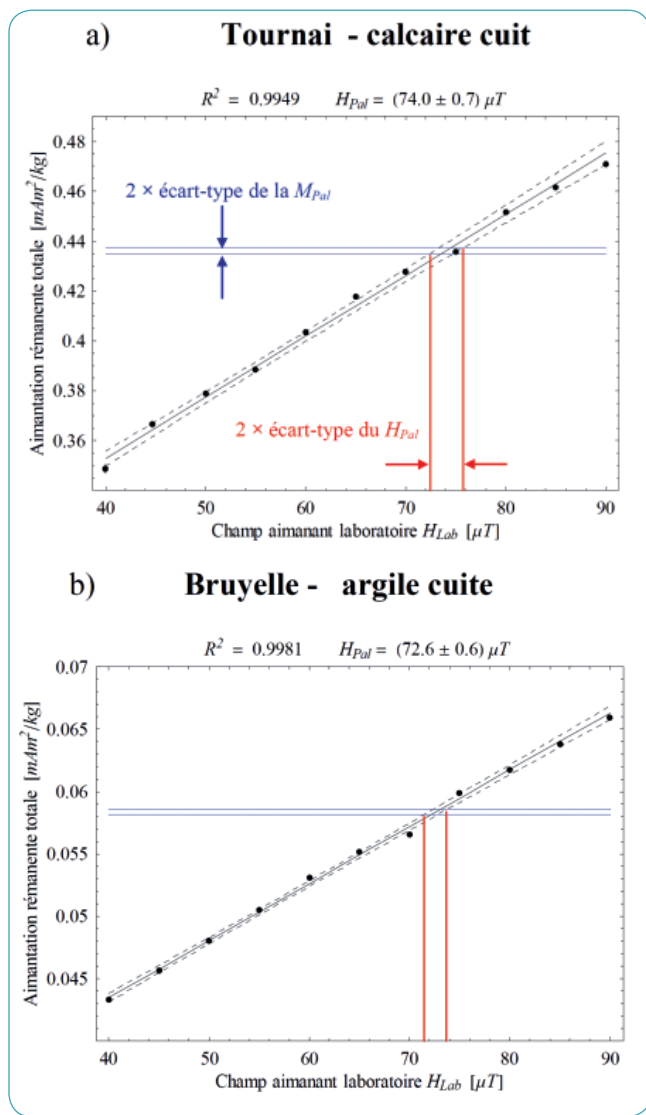 a) Tournai - calcaire cuit
R² = 0.9949 H_Pal = (74.0 ± 0.7) µT
Aimantation rémanente totale [mAm²/kg]
0.48
0.46
0.44
0.42
0.4
0.38
0.36
2 × écart-type de la M_Pal
2 × écart-type du H_Pal
40 50 60 70 80 90
Champ aimanant laboratoire H_Lab [µT]
b) Bruyelle - argile cuite
R² = 0.9981 H_Pal = (72.6 ± 0.6) µT
Aimantation rémanente totale [mAm²/kg]
0.07
0.065
0.06
0.055
0.05
0.045
40 50 60 70 80 90
Champ aimanant laboratoire H_Lab [µT]